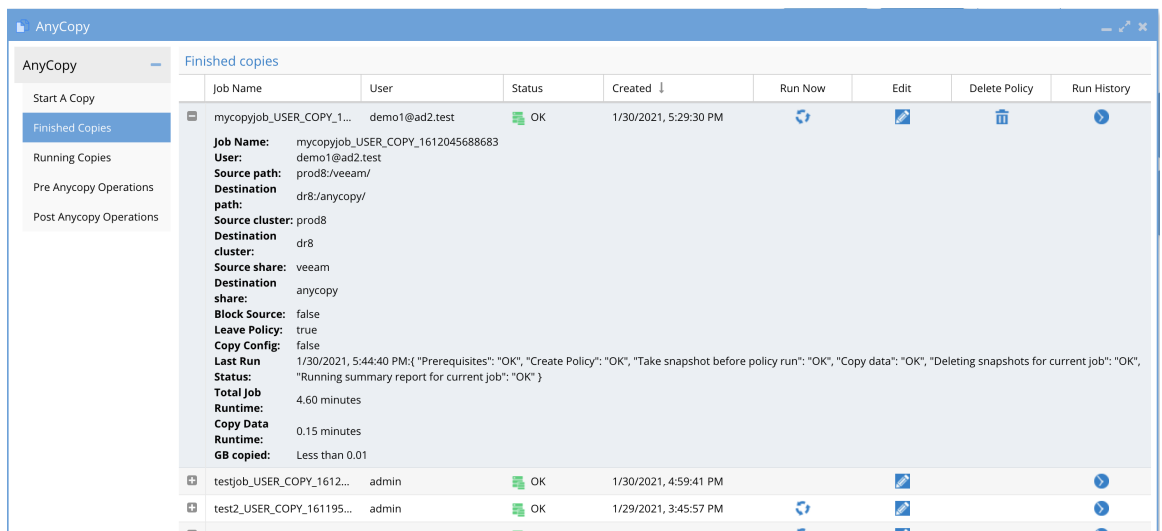 AnyCopy
AnyCopy
Start A Copy
Finished Copies
Running Copies
Pre Anycopy Operations
Post Anycopy Operations
Finished copies
Job Name User Status Created ↓ Run Now Edit Delete Policy Run History
mycopyjob_USER_COPY_1... demo1@ad2.test OK 1/30/2021, 5:29:30 PM
Job Name: mycopyjob_USER_COPY_1612045688683
User: demo1@ad2.test
Source path: prod8:/veeam/
Destination
path: dr8:/anycopy/
Source cluster: prod8
Destination
cluster: dr8
Source share: veeam
Destination
share: anycopy
Block Source: false
Leave Policy: true
Copy Config: false
Last Run 1/30/2021, 5:44:40 PM:{ "Prerequisites": "OK", "Create Policy": "OK", "Take snapshot before policy run": "OK", "Copy data": "OK", "Deleting snapshots for current job": "OK",
Status: "Running summary report for current job": "OK" }
Total Job
Runtime: 4.60 minutes
Copy Data
Runtime: 0.15 minutes
GB copied: Less than 0.01
testjob_USER_COPY_1612... admin OK 1/30/2021, 4:59:41 PM
test2_USER_COPY_161195... admin OK 1/29/2021, 3:45:57 PM